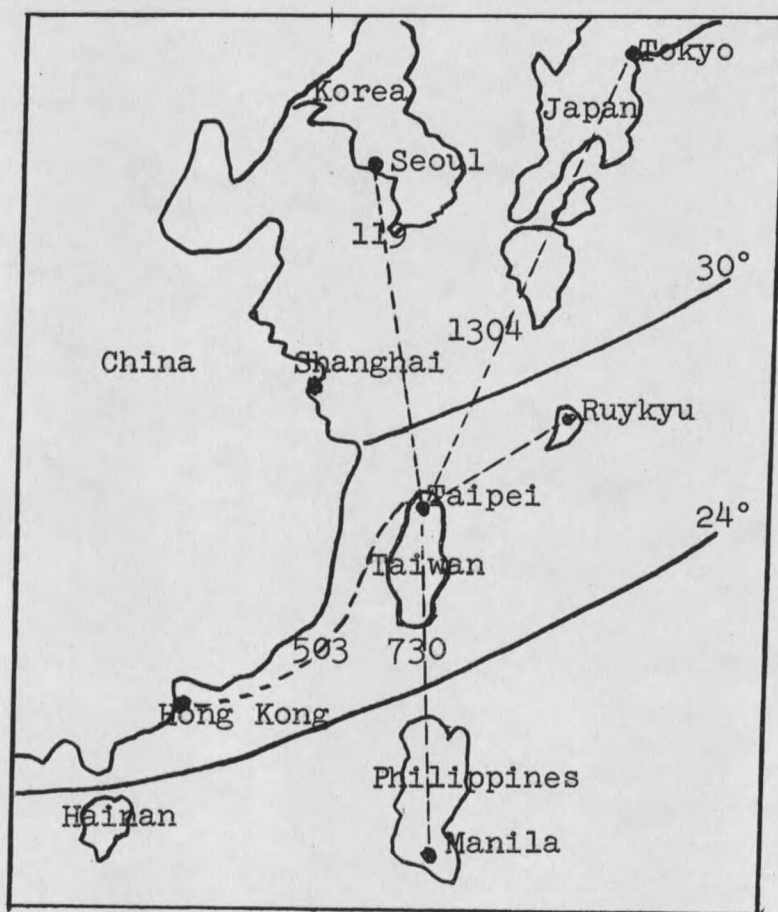 Tokyo
Korea
Japan
Seoul
30°
1304
China
Shanghai
Ruykyu
Taipei
24°
Taiwan
503
730
Hong Kong
Philippines
Hainan
Manila